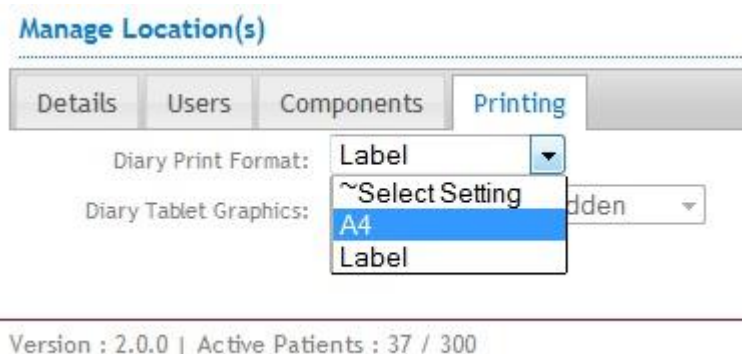 Manage Location(s)
Details Users Components Printing
Diary Print Format: Label
~Select Setting
Diary Tablet Graphics: dden
A4
Label
Version : 2.0.0 | Active Patients : 37 / 300